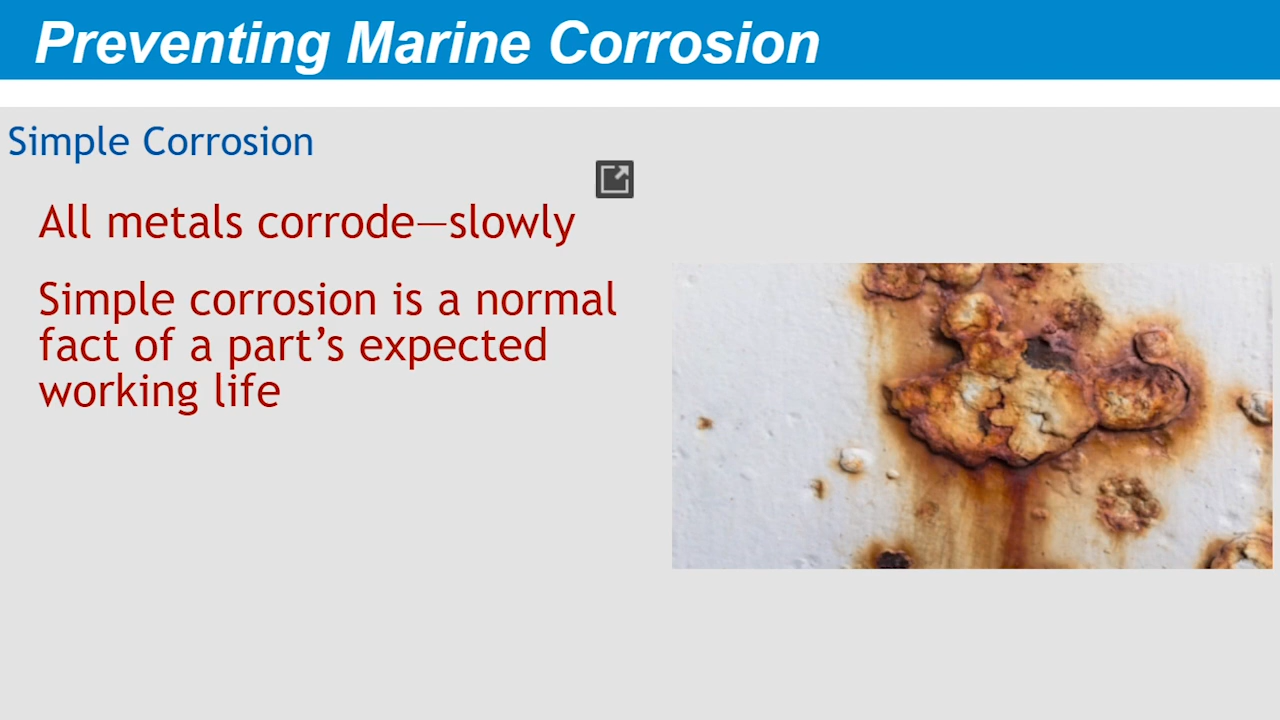 Preventing Marine Corrosion
Simple Corrosion
All metals corrode—slowly
Simple corrosion is a normal
fact of a part’s expected
working life